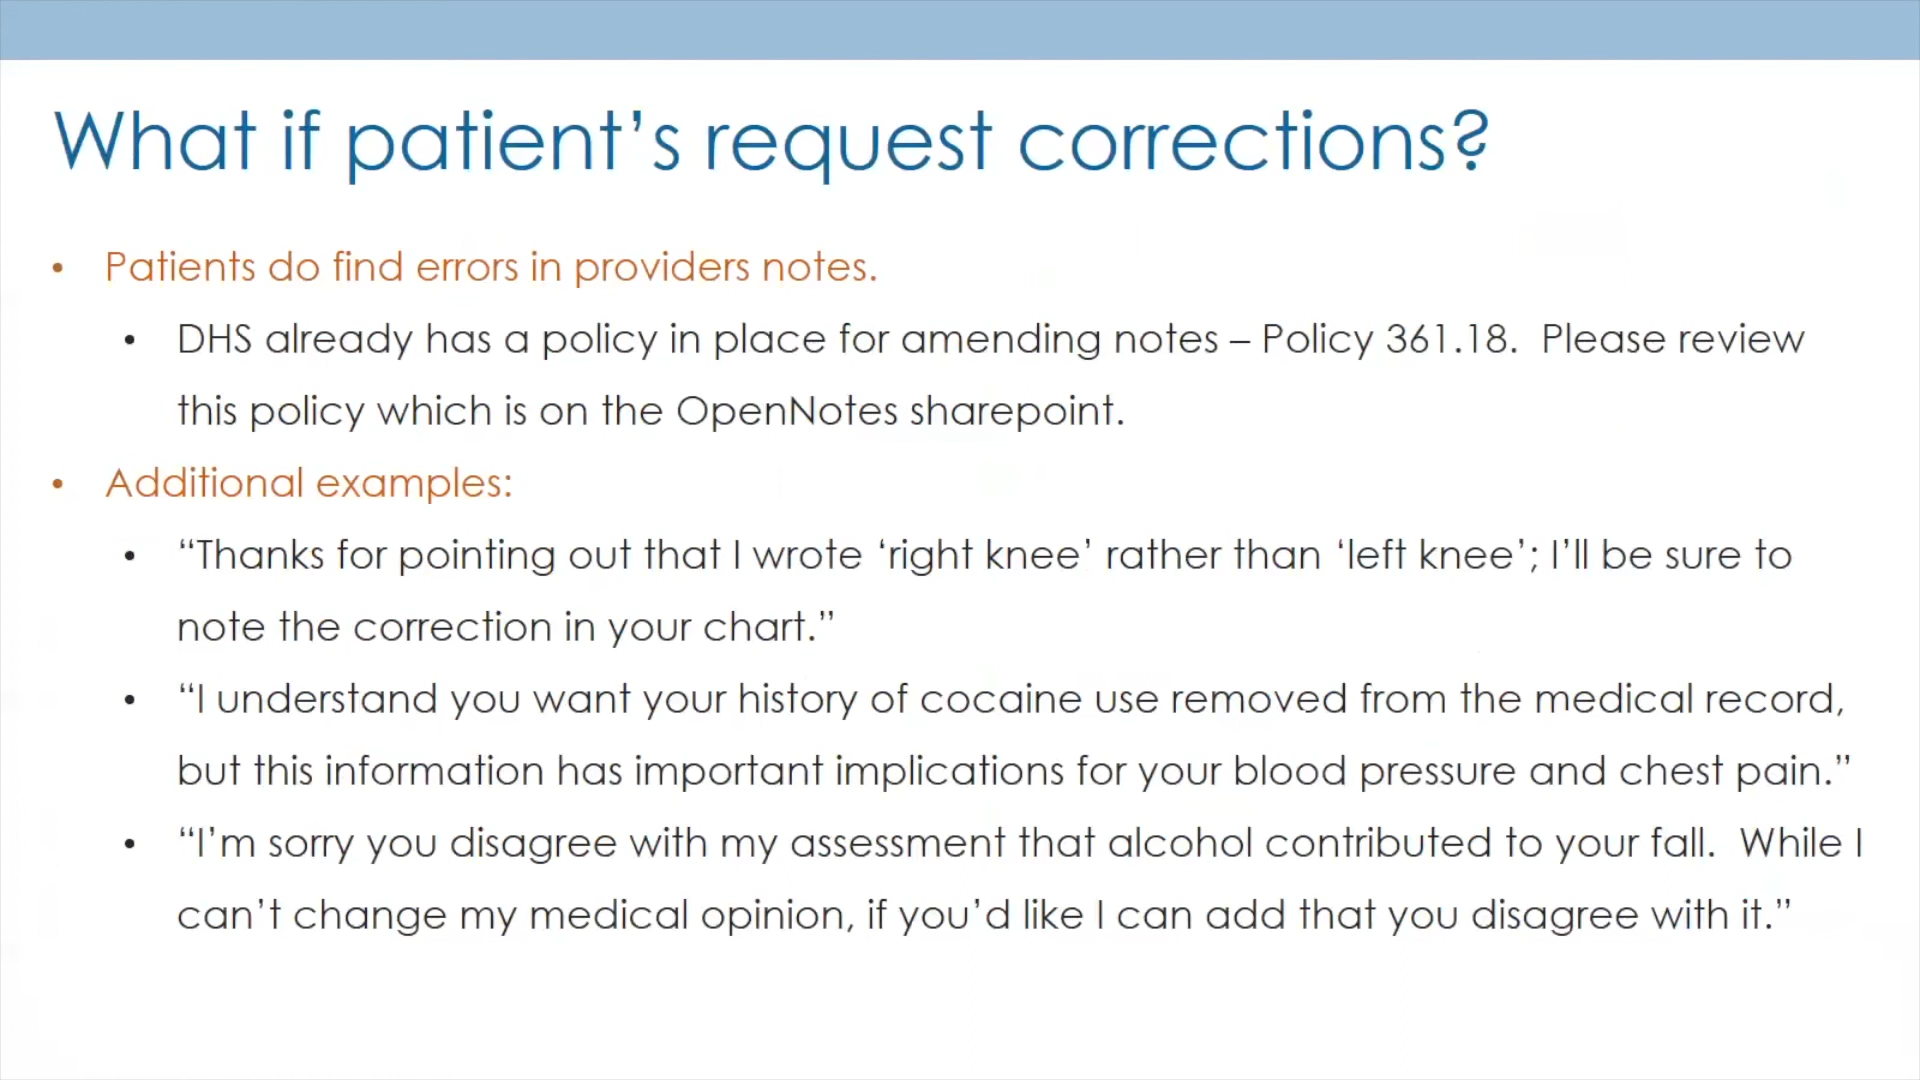 What if patient’s request corrections?
• Patients do find errors in providers notes.
• DHS already has a policy in place for amending notes – Policy 361.18.  Please review
this policy which is on the OpenNotes sharepoint.
• Additional examples:
• “Thanks for pointing out that I wrote ‘right knee’ rather than ‘left knee’; I’ll be sure to
note the correction in your chart.”
• “I understand you want your history of cocaine use removed from the medical record,
but this information has important implications for your blood pressure and chest pain.”
• “I’m sorry you disagree with my assessment that alcohol contributed to your fall.  While I
can’t change my medical opinion, if you’d like I can add that you disagree with it.”